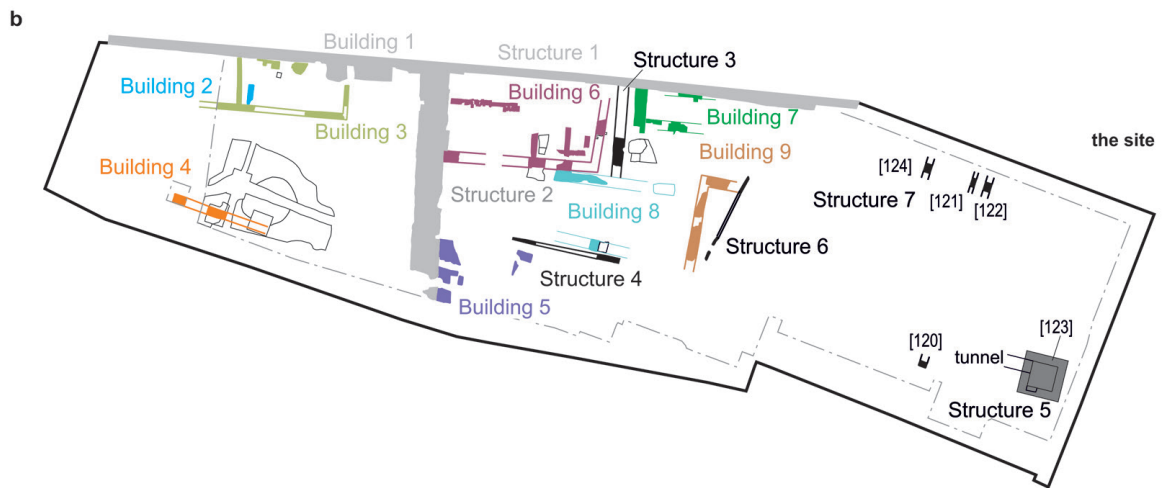 b
Building 1
Structure 1
Structure 3
Building 2
Building 6
Building 3
Building 7
the site
Building 9
Building 4
[124]
Structure 2
Structure 7
[121]
[122]
Building 8
Structure 6
Structure 4
Building 5
[123]
[120]
tunnel
Structure 5